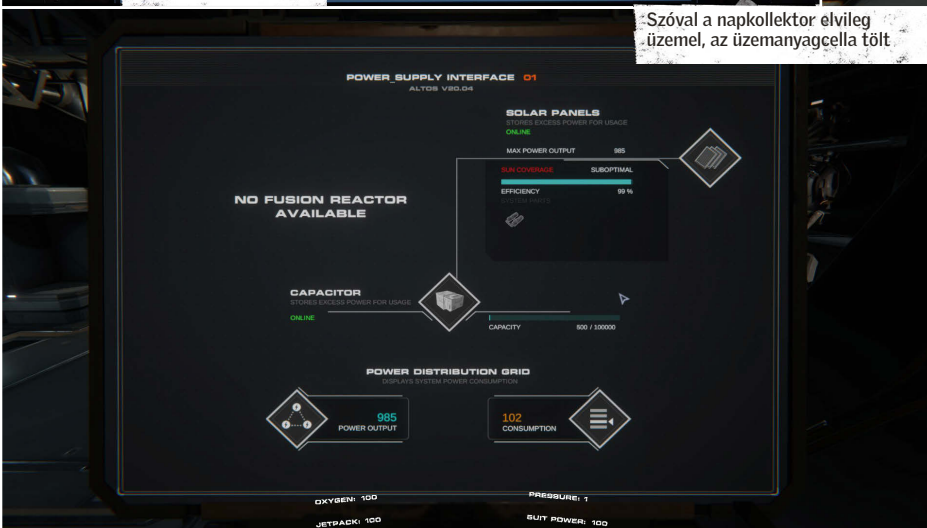 Szóval a napkollektor elvileg
üzemel, az üzemanyagcella tölt
POWER_SUPPLY INTERFACE 01
ALTOS V20.04
SOLAR PANELS
STORES EXCESS POWER FOR USAGE
ONLINE
MAX POWER OUTPUT 985
SUN COVERAGE SUBOPTIMAL
EFFICIENCY 99 %
SYSTEM PARTS
NO FUSION REACTOR
AVAILABLE
CAPACITOR
STORES EXCESS POWER FOR USAGE
ONLINE
CAPACITY 500 / 100000
POWER DISTRIBUTION GRID
DISPLAYS SYSTEM POWER CONSUMPTION
985
POWER OUTPUT
102
CONSUMPTION
OXYGEN: 100
PRESSURE: 1
JETPACK: 100
SUIT POWER: 100